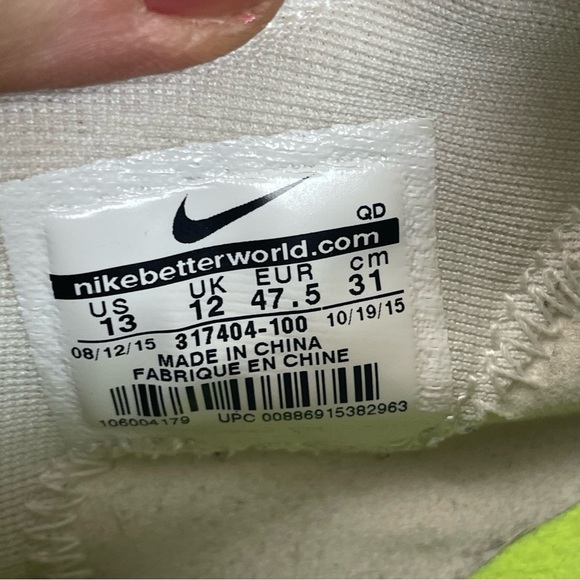 QD
nikebetterworld.com
US UK EUR cm
13 12 47.5 31
08/12/15 317404-100 10/19/15
MADE IN CHINA
FABRIQUE EN CHINE
106004179 UPC 00886915382963